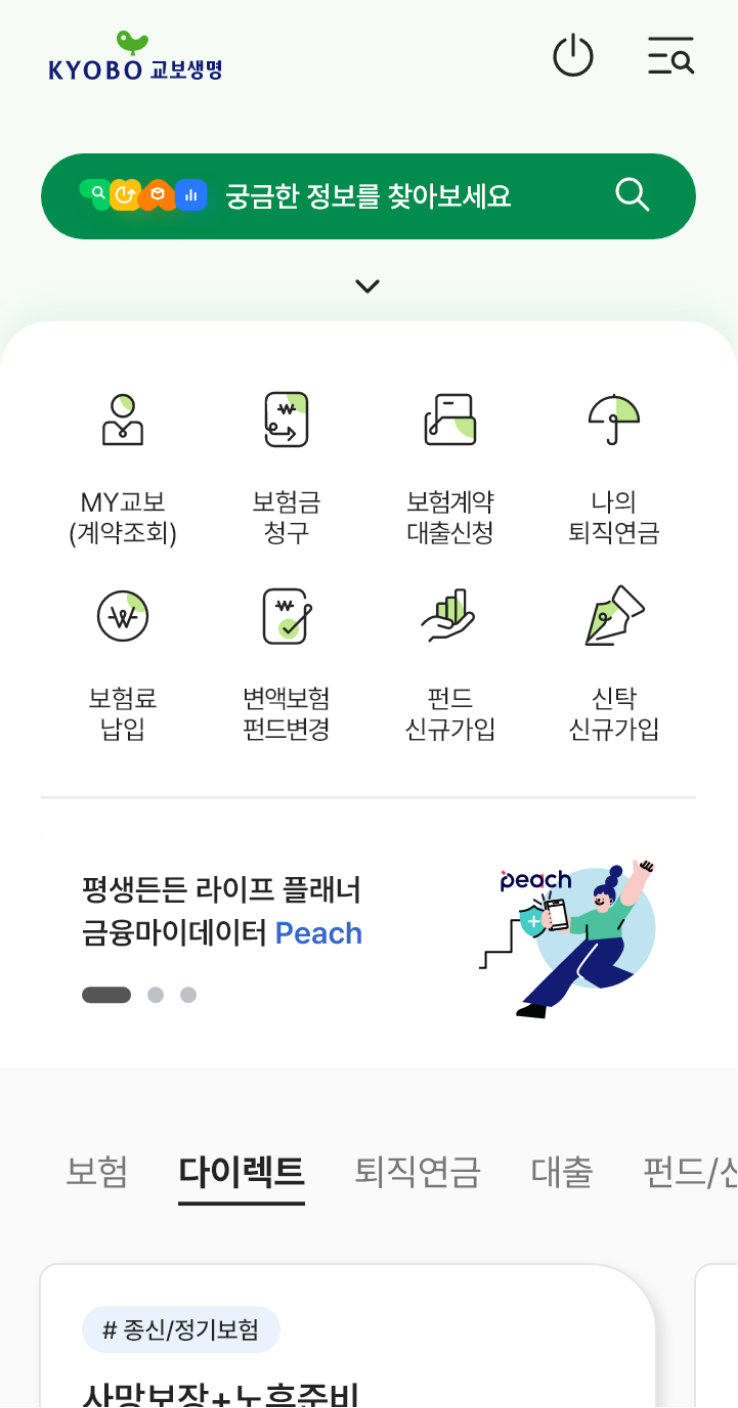 KYOBO 교보생명
궁금한 정보를 찾아보세요
MY교보
(계약조회)
보험금
청구
보험계약
대출신청
나의
퇴직연금
보험료
납입
변액보험
펀드변경
펀드
신규가입
신탁
신규가입
평생든든 라이프 플래너
금융마이데이터 Peach
peach
보험 다이렉트 퇴직연금 대출 펀드/신
# 종신/정기보험
사망보장+노후준비